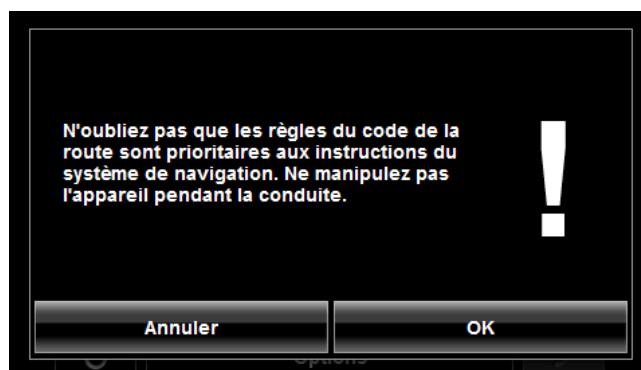 N'oubliez pas que les règles du code de la
route sont prioritaires aux instructions du
système de navigation. Ne manipulez pas
l'appareil pendant la conduite.
!
Annuler OK
Options